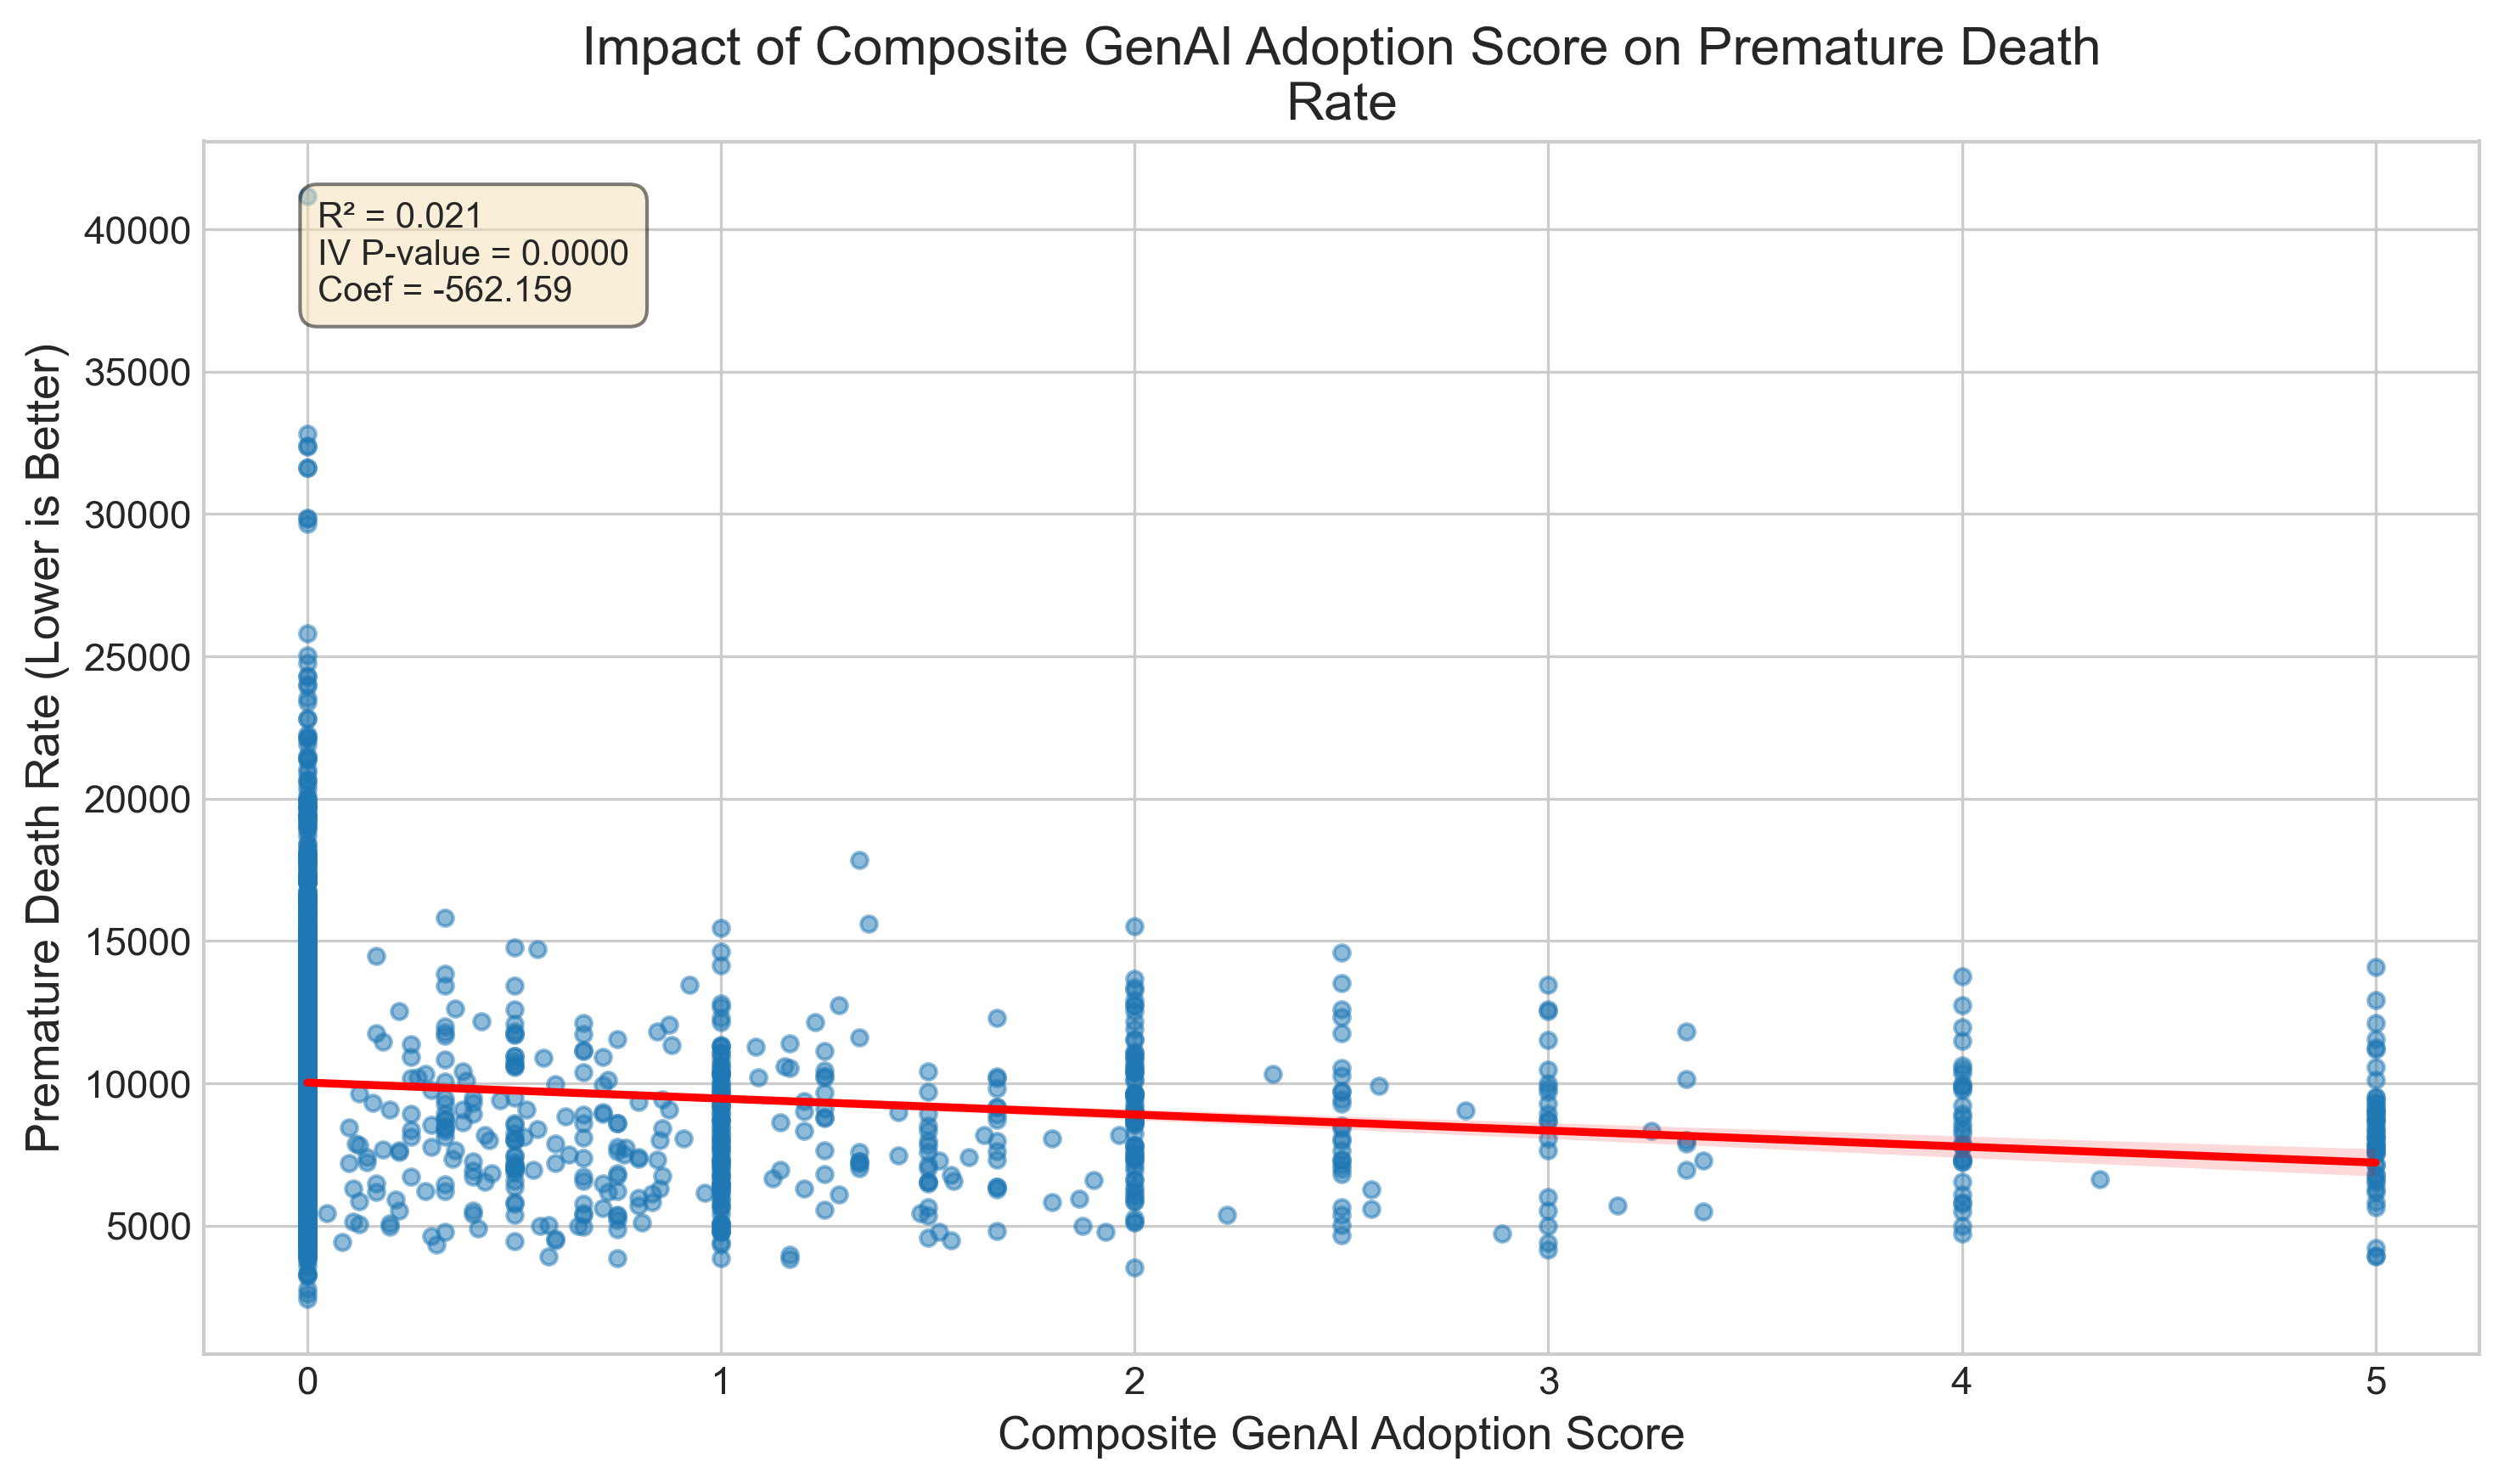 Impact of Composite GenAI Adoption Score on Premature Death
Rate
R² = 0.021
IV P-value = 0.0000
Coef = -562.159
Premature Death Rate (Lower is Better)
40000
35000
30000
25000
20000
15000
10000
5000
0
1
2
3
4
5
Composite GenAI Adoption Score